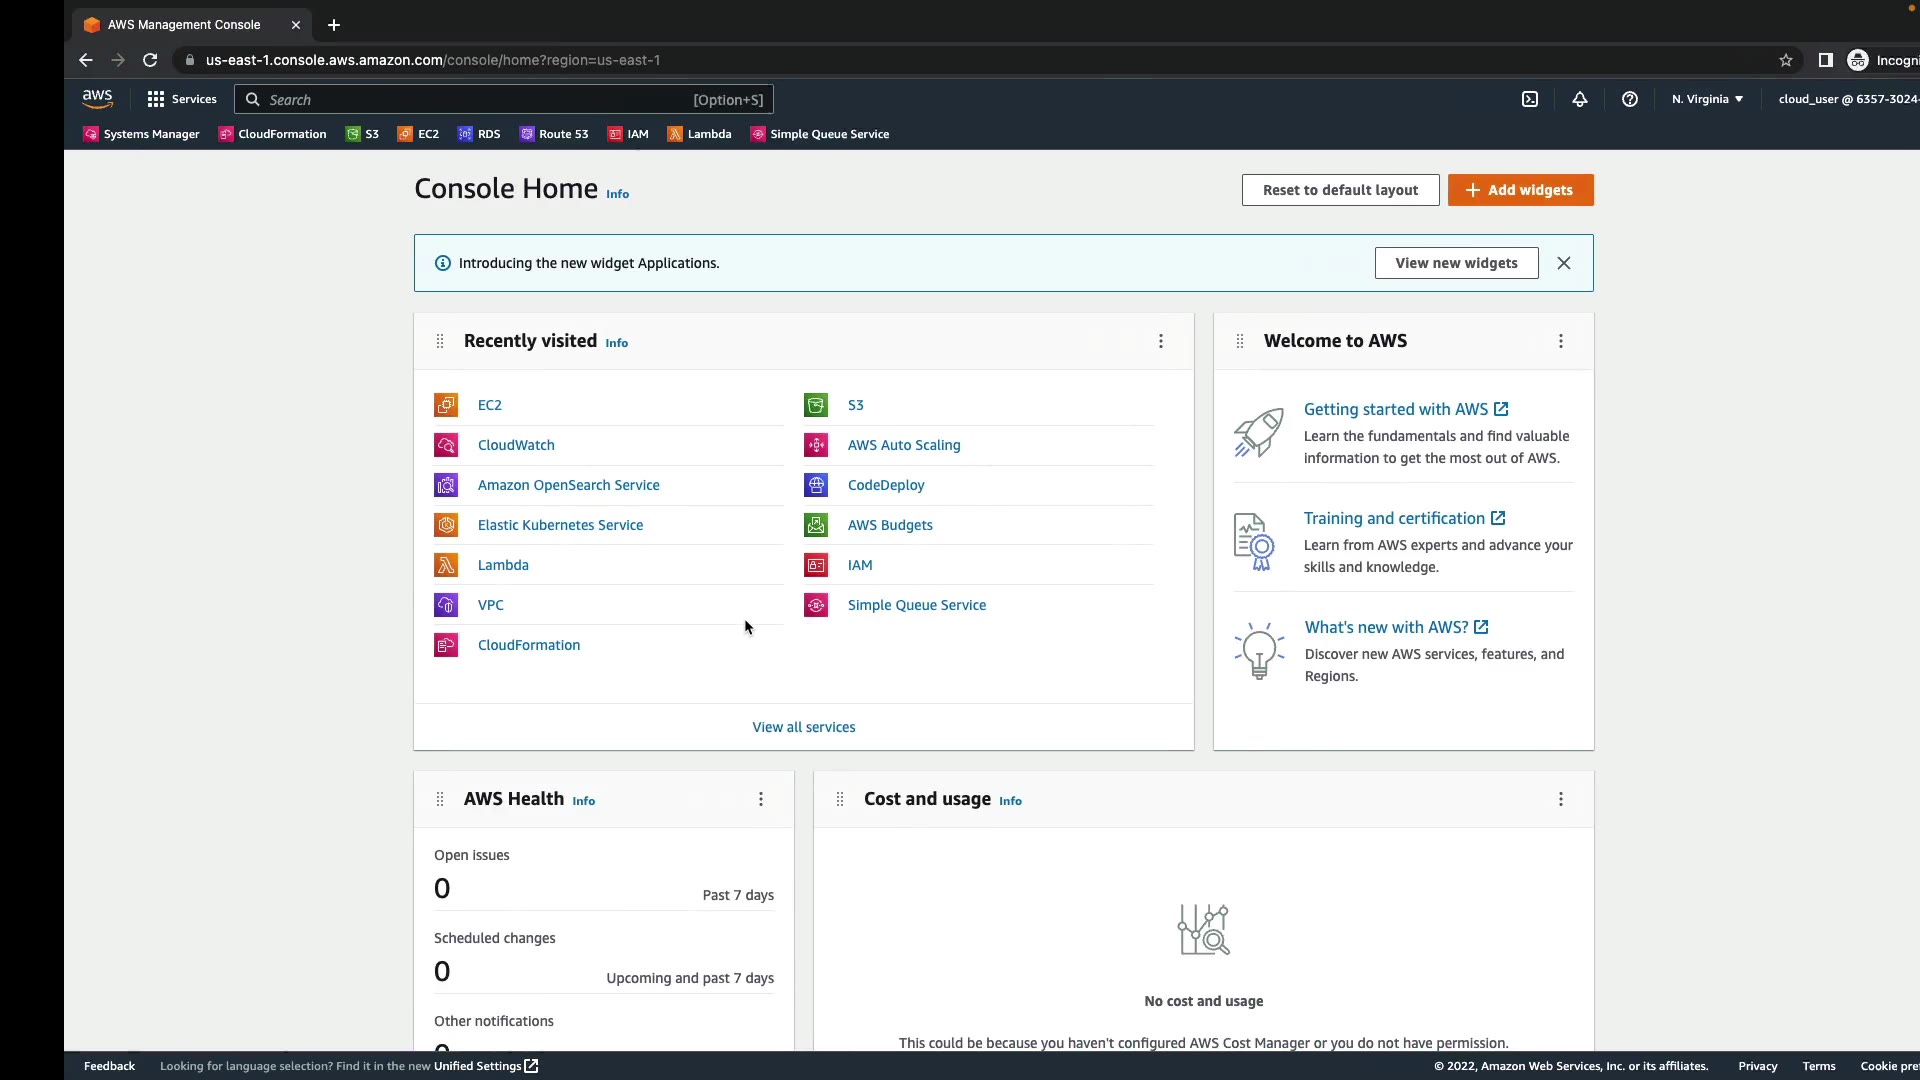 AWS Management Console
us-east-1.console.aws.amazon.com/console/home?region=us-east-1
Incogni
aws
Services
Search
[Option+S]
N. Virginia
cloud_user @ 6357-3024-
Systems Manager
CloudFormation
S3
EC2
RDS
Route 53
IAM
Lambda
Simple Queue Service
Console Home Info
Reset to default layout
Add widgets
Introducing the new widget Applications.
View new widgets
Recently visited Info
EC2
CloudWatch
Amazon OpenSearch Service
Elastic Kubernetes Service
Lambda
VPC
CloudFormation
S3
AWS Auto Scaling
CodeDeploy
AWS Budgets
IAM
Simple Queue Service
View all services
Welcome to AWS
Getting started with AWS
Learn the fundamentals and find valuable
information to get the most out of AWS.
Training and certification
Learn from AWS experts and advance your
skills and knowledge.
What's new with AWS?
Discover new AWS services, features, and
Regions.
AWS Health Info
Open issues
0
Past 7 days
Scheduled changes
0
Upcoming and past 7 days
Other notifications
0
Cost and usage Info
No cost and usage
This could be because you haven't configured AWS Cost Manager or you do not have permission.
Feedback
Looking for language selection? Find it in the new Unified Settings
© 2022, Amazon Web Services, Inc. or its affiliates.
Privacy
Terms
Cookie pre